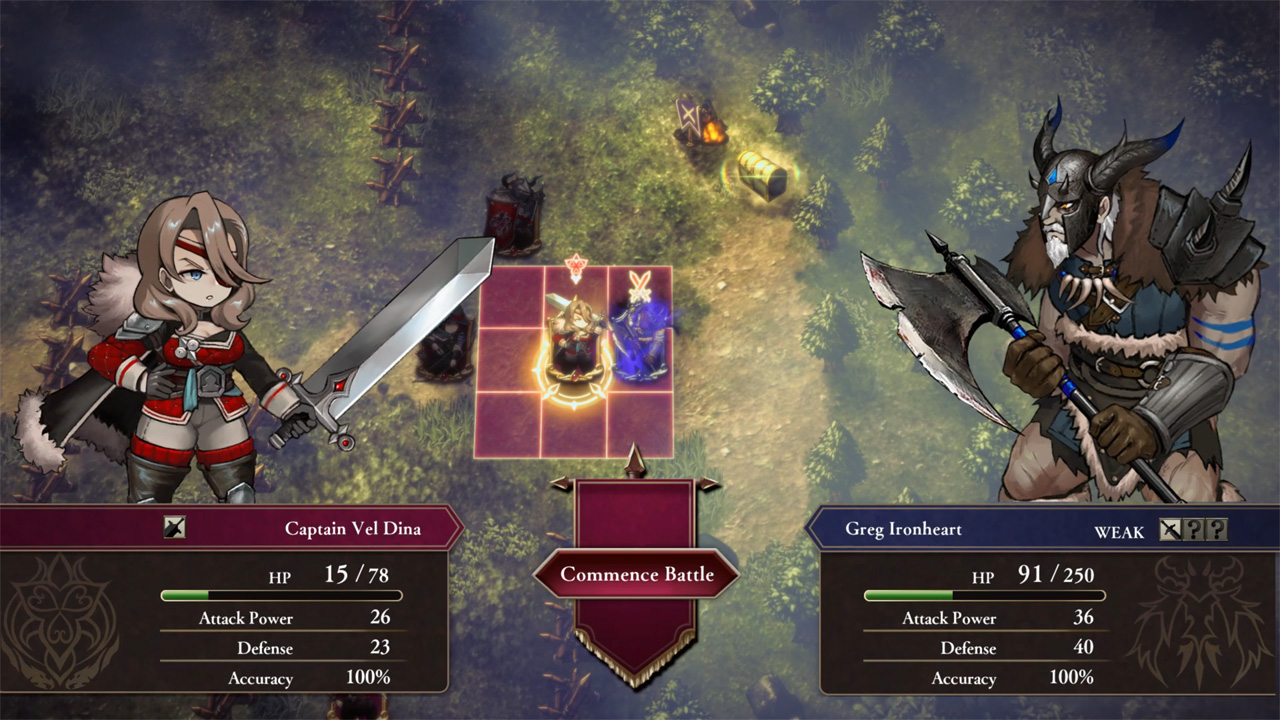 Commence Battle
Captain Vel Dina
HP 15 / 78
Attack Power 26
Defense 23
Accuracy 100%
Greg Ironheart WEAK ? ?
HP 91 / 250
Attack Power 36
Defense 40
Accuracy 100%